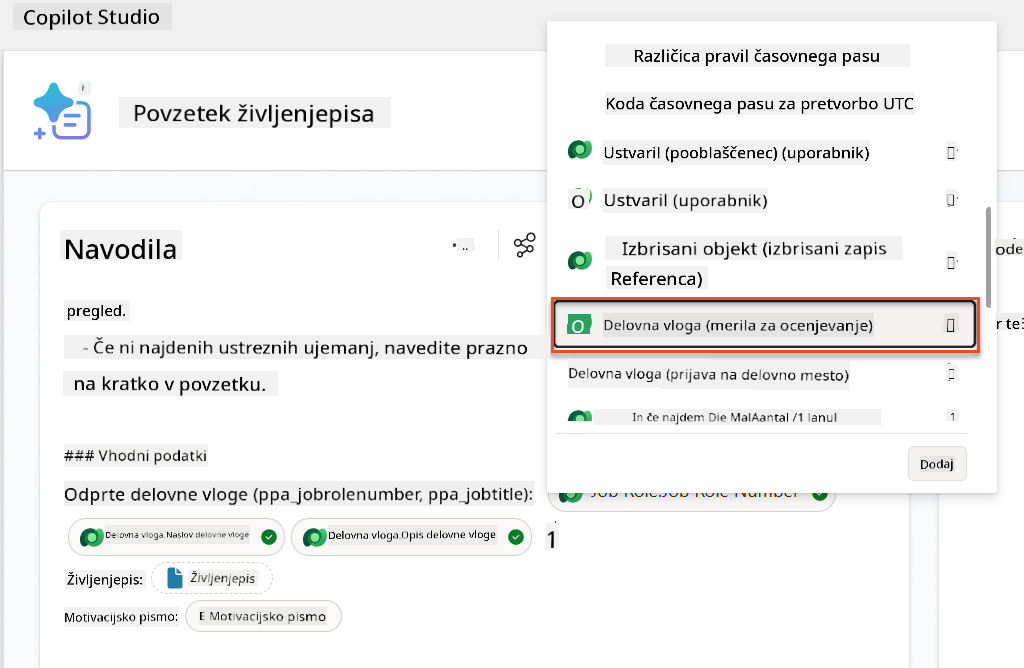 Copilot Studio
Povzetek življenjepisa
Navodila
pregled.
- Če ni najdenih ustreznih ujemanj, navedite prazno
na kratko v povzetku.
### Vhodni podatki
Odprte delovne vloge (ppa_jobrolenumber, ppa_jobtitle):
Job Role.Job Role Number
Delovna vloga.Naslov delovne vloge
Delovna vloga.Opis delovne vloge
1
Življenjepis:
Življenjepis
Motivacijsko pismo:
E Motivacijsko pismo
Različica pravil časovnega pasu
Koda časovnega pasu za pretvorbo UTC
Ustvaril (pooblaščenec) (uporabnik)
Ustvaril (uporabnik)
Izbrisani objekt (izbrisani zapis
Referenca)
Delovna vloga (merila za ocenjevanje)
Delovna vloga (prijava na delovno mesto)
In če najdem Die MalAantal /1 lanul
1
Dodaj